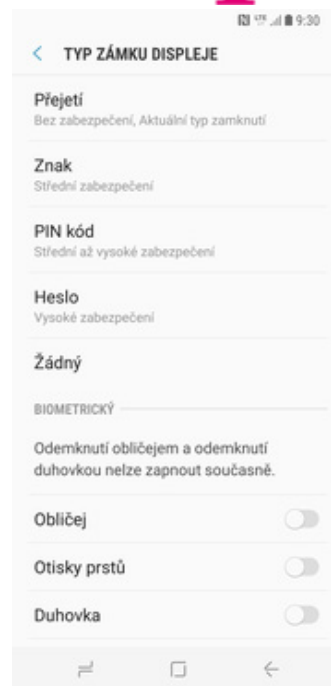 9:30
TYP ZÁMKU DISPLEJE
Přejetí
Bez zabezpečení, Aktuální typ zamknutí
Znak
Střední zabezpečení
PIN kód
Střední až vysoké zabezpečení
Heslo
Vysoké zabezpečení
Žádný
BIOMETRICKÝ
Odemknutí obličejem a odemknutí
duhovkou nelze zapnout současně.
Obličej
Otisky prstů
Duhovka